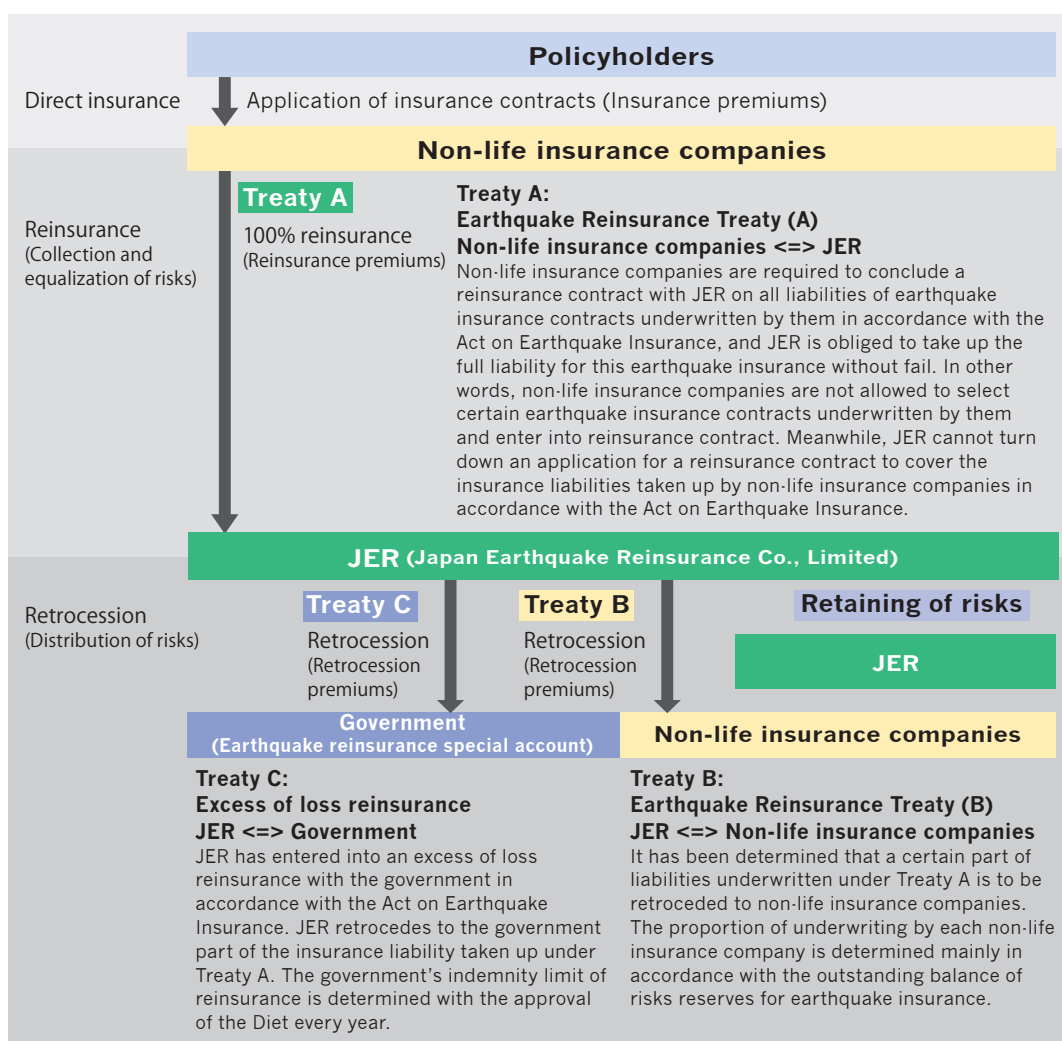 Policyholders
Direct insurance
Application of insurance contracts (Insurance premiums)
Non-life insurance companies
Reinsurance
(Collection and
equalization of risks)
Treaty A
100% reinsurance
(Reinsurance premiums)
Treaty A:
Earthquake Reinsurance Treaty (A)
Non-life insurance companies <=> JER
Non-life insurance companies are required to conclude a
reinsurance contract with JER on all liabilities of earthquake
insurance contracts underwritten by them in accordance with the
Act on Earthquake Insurance, and JER is obliged to take up the
full liability for this earthquake insurance without fail. In other
words, non-life insurance companies are not allowed to select
certain earthquake insurance contracts underwritten by them
and enter into reinsurance contract. Meanwhile, JER cannot turn
down an application for a reinsurance contract to cover the
insurance liabilities taken up by non-life insurance companies in
accordance with the Act on Earthquake Insurance.
JER (Japan Earthquake Reinsurance Co., Limited)
Retrocession
(Distribution of risks)
Treaty C
Retrocession
(Retrocession
premiums)
Treaty B
Retrocession
(Retrocession
premiums)
Retaining of risks
JER
Government
(Earthquake reinsurance special account)
Non-life insurance companies
Treaty C:
Excess of loss reinsurance
JER <=> Government
JER has entered into an excess of loss
reinsurance with the government in
accordance with the Act on Earthquake
Insurance. JER retrocedes to the government
part of the insurance liability taken up under
Treaty A. The government’s indemnity limit of
reinsurance is determined with the approval
of the Diet every year.
Treaty B:
Earthquake Reinsurance Treaty (B)
JER <=> Non-life insurance companies
It has been determined that a certain part of
liabilities underwritten under Treaty A is to be
retroceded to non-life insurance companies.
The proportion of underwriting by each non-life
insurance company is determined mainly in
accordance with the outstanding balance of
risks reserves for earthquake insurance.